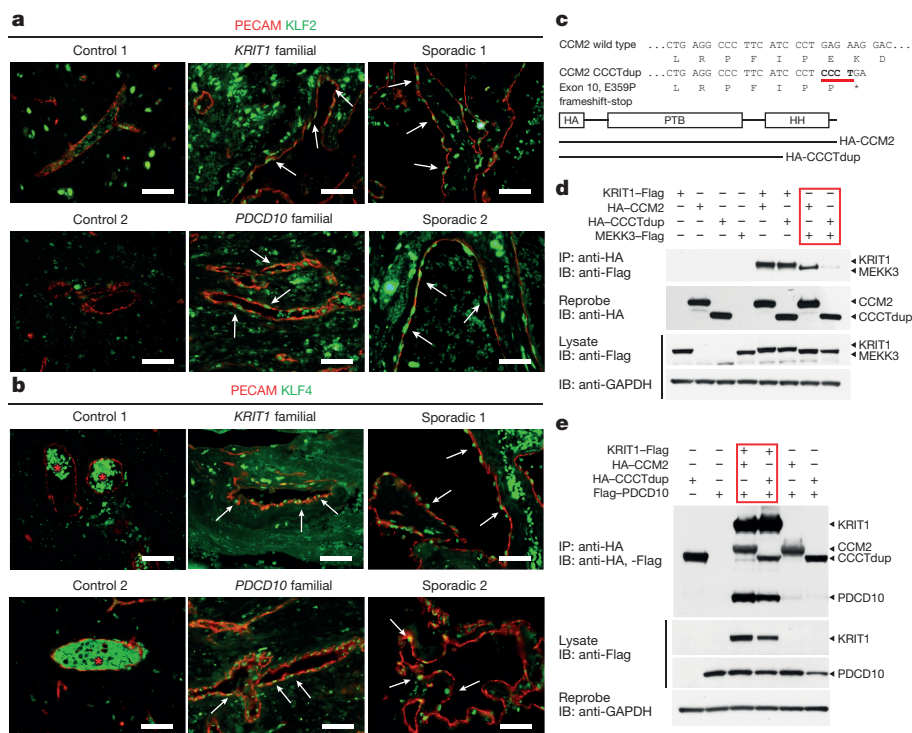 a
PECAM KLF2
Control 1
KRIT1 familial
Sporadic 1
Control 2
PDCD10 familial
Sporadic 2
b
PECAM KLF4
Control 1
KRIT1 familial
Sporadic 1
*
*
Control 2
PDCD10 familial
Sporadic 2
*
c
CCM2 wild type ...CTG AGG CCC TTC ATC CCT GAG AAG GAC...
L R P F I P E K D
CCM2 CCCTdup ...CTG AGG CCC TTC ATC CCT CCC TGA
Exon 10, E359P L R P F I P P *
frameshift-stop
HA PTB HH
HA–CCM2
HA–CCCTdup
d
KRIT1–Flag + – – – + + – –
HA–CCM2 – + – – + – + –
HA–CCCTdup – – + – – + – +
MEKK3–Flag – – – + – – + +
IP: anti-HA
IB: anti-Flag
KRIT1
MEKK3
Reprobe
IB: anti-HA
CCM2
CCCTdup
Lysate
IB: anti-Flag
KRIT1
MEKK3
IB: anti-GAPDH
e
KRIT1–Flag – – + + – –
HA–CCM2 – – + – + –
HA–CCCTdup + – – + – +
Flag–PDCD10 – + + + + +
IP: anti-HA
IB: anti-HA, -Flag
KRIT1
CCM2
CCCTdup
PDCD10
Lysate
IB: anti-Flag
KRIT1
PDCD10
Reprobe
IB: anti-GAPDH